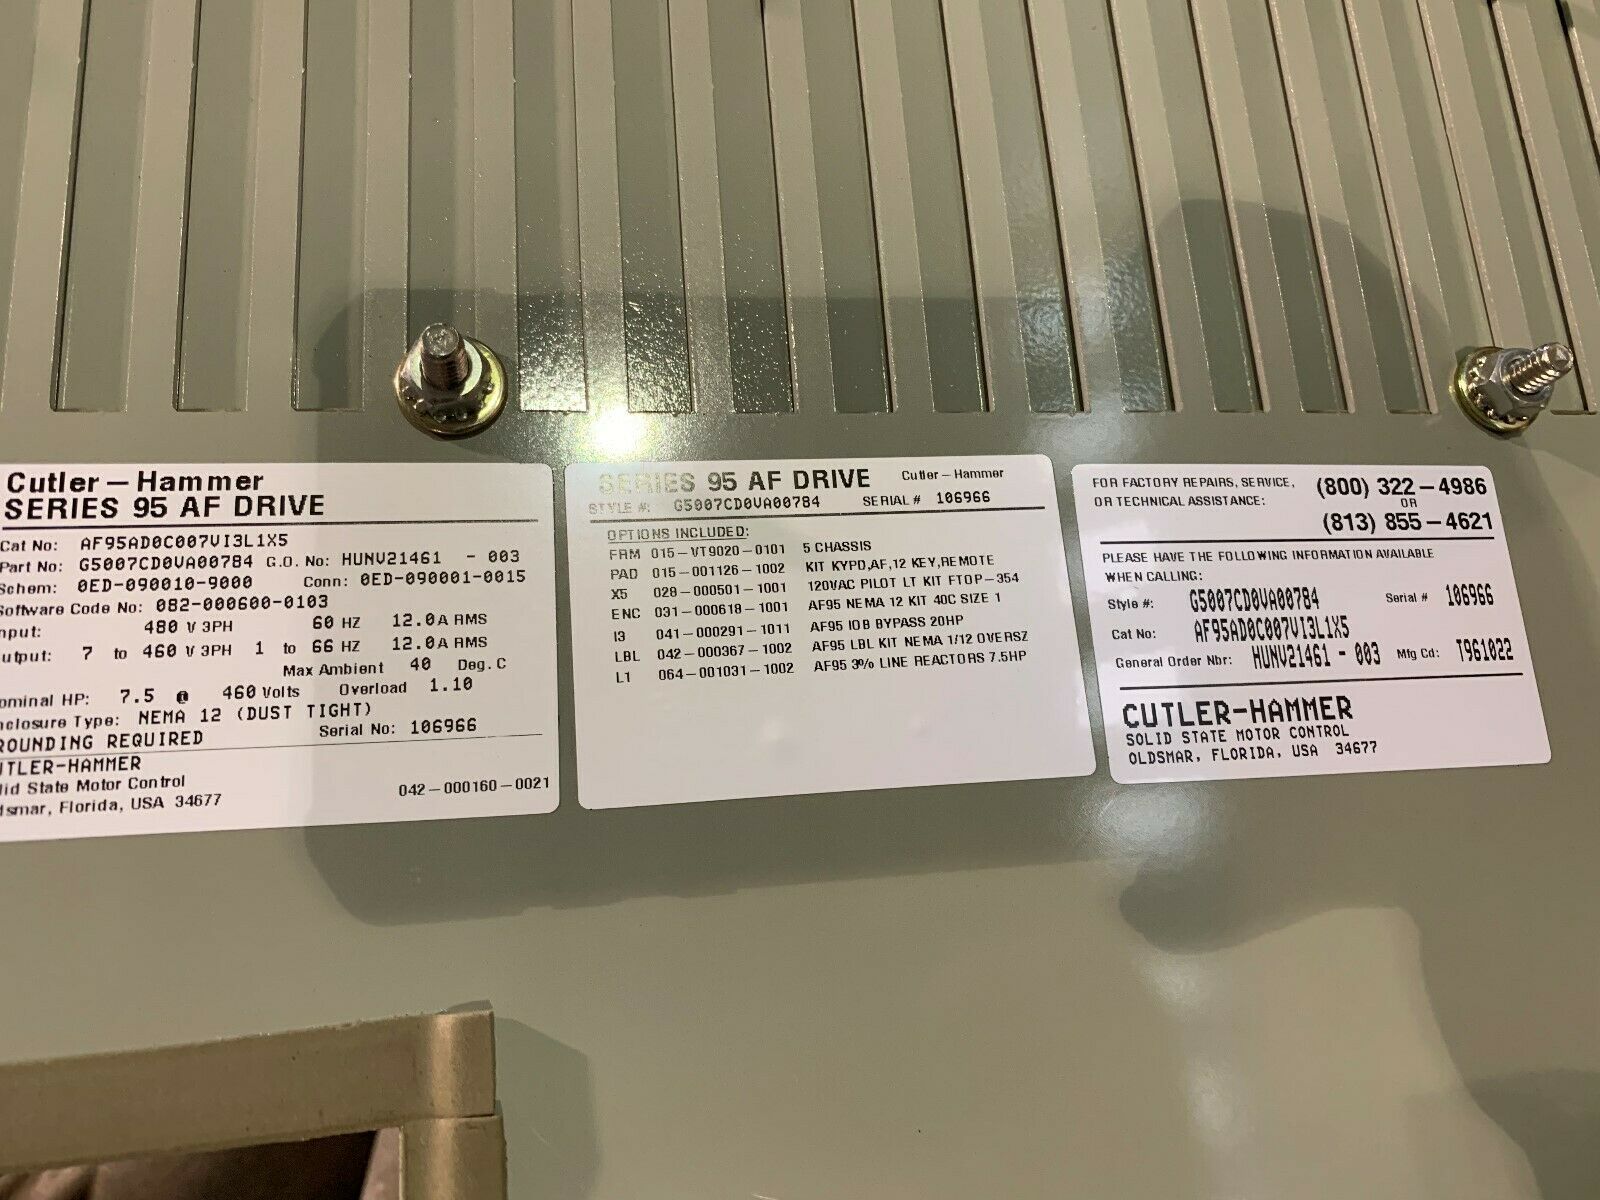 Cutler-Hammer
SERIES 95 AF DRIVE
Cat No: AF95AD0C007VI3L1X5
Part No: G5007CD0VA00784 G.O. No: HUNV21461 - 003
Schem: 0ED-090010-9000 Conn: 0ED-090001-0015
Software Code No: 082-000600-0103
nput: 480 V 3PH 60 HZ 12.0A RMS
utput: 7 to 460 V 3PH 1 to 66 HZ 12.0A RMS
Max Ambient 40 Deg.C
ominal HP: 7.5 @ 460 Volts Overload 1.10
nclosure Type: NEMA 12 (DUST TIGHT)
ROUNDING REQUIRED Serial No: 106966
UTLER-HAMMER
lid State Motor Control
dsmar, Florida, USA 34677 042-000160-0021
SERIES 95 AF DRIVE Cutler-Hammer
STYLE #: G5007CD0VA00784 SERIAL # 106966
OPTIONS INCLUDED:
FRM 015-VT9020-0101 5 CHASSIS
PAD 015-001126-1002 KIT KYPD,AF,12 KEY,REMOTE
X5 028-000501-1001 120VAC PILOT LT KIT FTOP-354
ENC 031-000618-1001 AF95 NEMA 12 KIT 40C SIZE 1
I3 041-000291-1011 AF95 IOB BYPASS 20HP
LBL 042-000367-1002 AF95 LBL KIT NEMA 1/12 OVERSZ
L1 064-001031-1002 AF95 3% LINE REACTORS 7.5HP
FOR FACTORY REPAIRS, SERVICE, (800) 322-4986
OR TECHNICAL ASSISTANCE: OR
(813) 855-4621
PLEASE HAVE THE FOLLOWING INFORMATION AVAILABLE
WHEN CALLING:
Style #: G5007CD0VA00784 Serial # 106966
Cat No: AF95AD0C007VI3L1X5
General Order Nbr: HUNV21461 - 003 Mfg Cd: T961022
CUTLER-HAMMER
SOLID STATE MOTOR CONTROL
OLDSMAR, FLORIDA, USA 34677